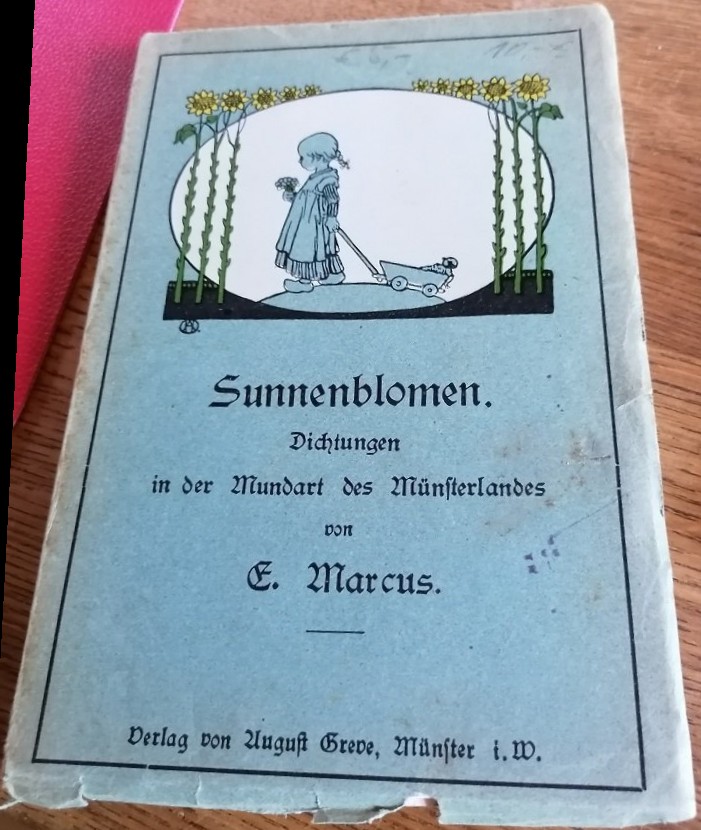 Sunnenblomen.
Dichtungen
in der Mundart des Münsterlandes
von
E. Marcus.
Verlag von August Greve, Münster i. W.